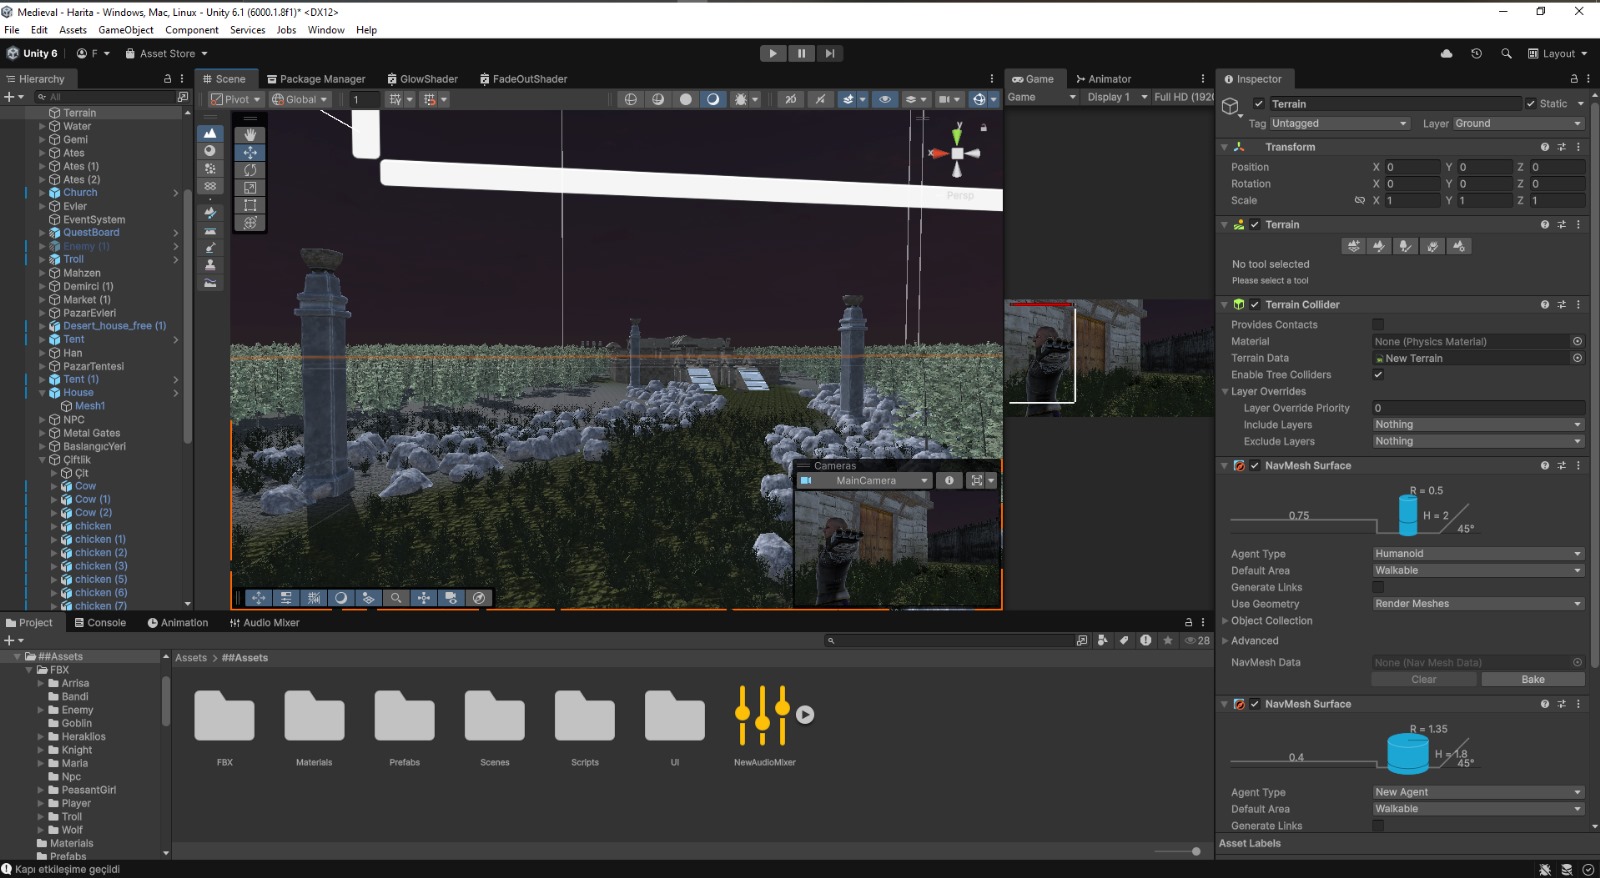 Medieval - Harita - Windows, Mac, Linux - Unity 6.1 (6000.1.8f1)* <DX12>
File Edit Assets GameObject Component Services Jobs Window Help
Unity 6 F Asset Store Layout
Hierarchy
All
Terrain
Water
Gemi
Ates
Ates (1)
Ates (2)
Church
Evler
EventSystem
QuestBoard
Enemy (1)
Troll
Mahzen
Demirci (1)
Market (1)
PazarEvleri
Desert_house_free (1)
Tent
Han
PazarTentesi
Tent (1)
House
Mesh1
NPC
Metal Gates
BaslangıcYeri
Çiftlik
Çit
Cow
Cow (1)
Cow (2)
chicken
chicken (1)
chicken (2)
chicken (3)
chicken (5)
chicken (6)
chicken (7)
Scene Package Manager GlowShader FadeOutShader
Pivot Global 1 2D
y
x
Persp
Cameras
MainCamera
Game Animator
Game Display 1 Full HD (192
Inspector
Terrain Static
Tag Untagged Layer Ground
Transform
Position X 0 Y 0 Z 0
Rotation X 0 Y 0 Z 0
Scale X 1 Y 1 Z 1
Terrain
No tool selected
Please select a tool
Terrain Collider
Provides Contacts
Material None (Physics Material)
Terrain Data New Terrain
Enable Tree Colliders
Layer Overrides
Layer Override Priority 0
Include Layers Nothing
Exclude Layers Nothing
NavMesh Surface
R = 0.5
0.75 H = 2 45°
Agent Type Humanoid
Default Area Walkable
Generate Links
Use Geometry Render Meshes
Object Collection
Advanced
NavMesh Data None (Nav Mesh Data)
Clear Bake
NavMesh Surface
R = 1.35
0.4 H = 1.8 45°
Agent Type New Agent
Default Area Walkable
Generate Links
Asset Labels
Project Console Animation Audio Mixer
28
##Assets
FBX
Arrisa
Bandi
Enemy
Goblin
Heraklios
Knight
Maria
Npc
PeasantGirl
Player
Troll
Wolf
Materials
Prefabs
Assets > ##Assets
FBX Materials Prefabs Scenes Scripts UI NewAudioMixer
Kapı etkileşime geçildi